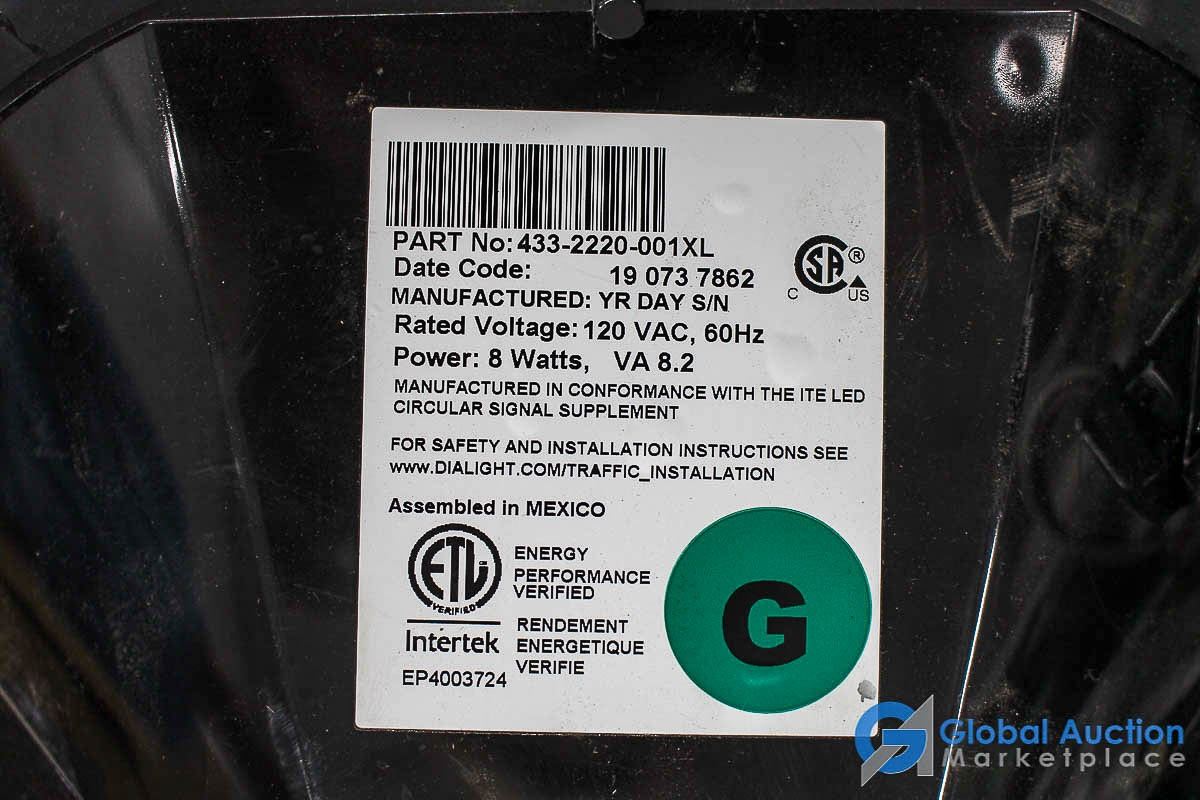 PART No: 433-2220-001XL
Date Code: 19 073 7862
MANUFACTURED: YR DAY S/N
Rated Voltage: 120 VAC, 60Hz
Power: 8 Watts, VA 8.2
SA ®
C US
MANUFACTURED IN CONFORMANCE WITH THE ITE LED
CIRCULAR SIGNAL SUPPLEMENT
FOR SAFETY AND INSTALLATION INSTRUCTIONS SEE
WWW.DIALIGHT.COM/TRAFFIC_INSTALLATION
Assembled in MEXICO
ETL
VERIFIED
Intertek
EP4003724
ENERGY
PERFORMANCE
VERIFIED
RENDEMENT
ENERGETIQUE
VERIFIE
G
Global Auction
Marketplace